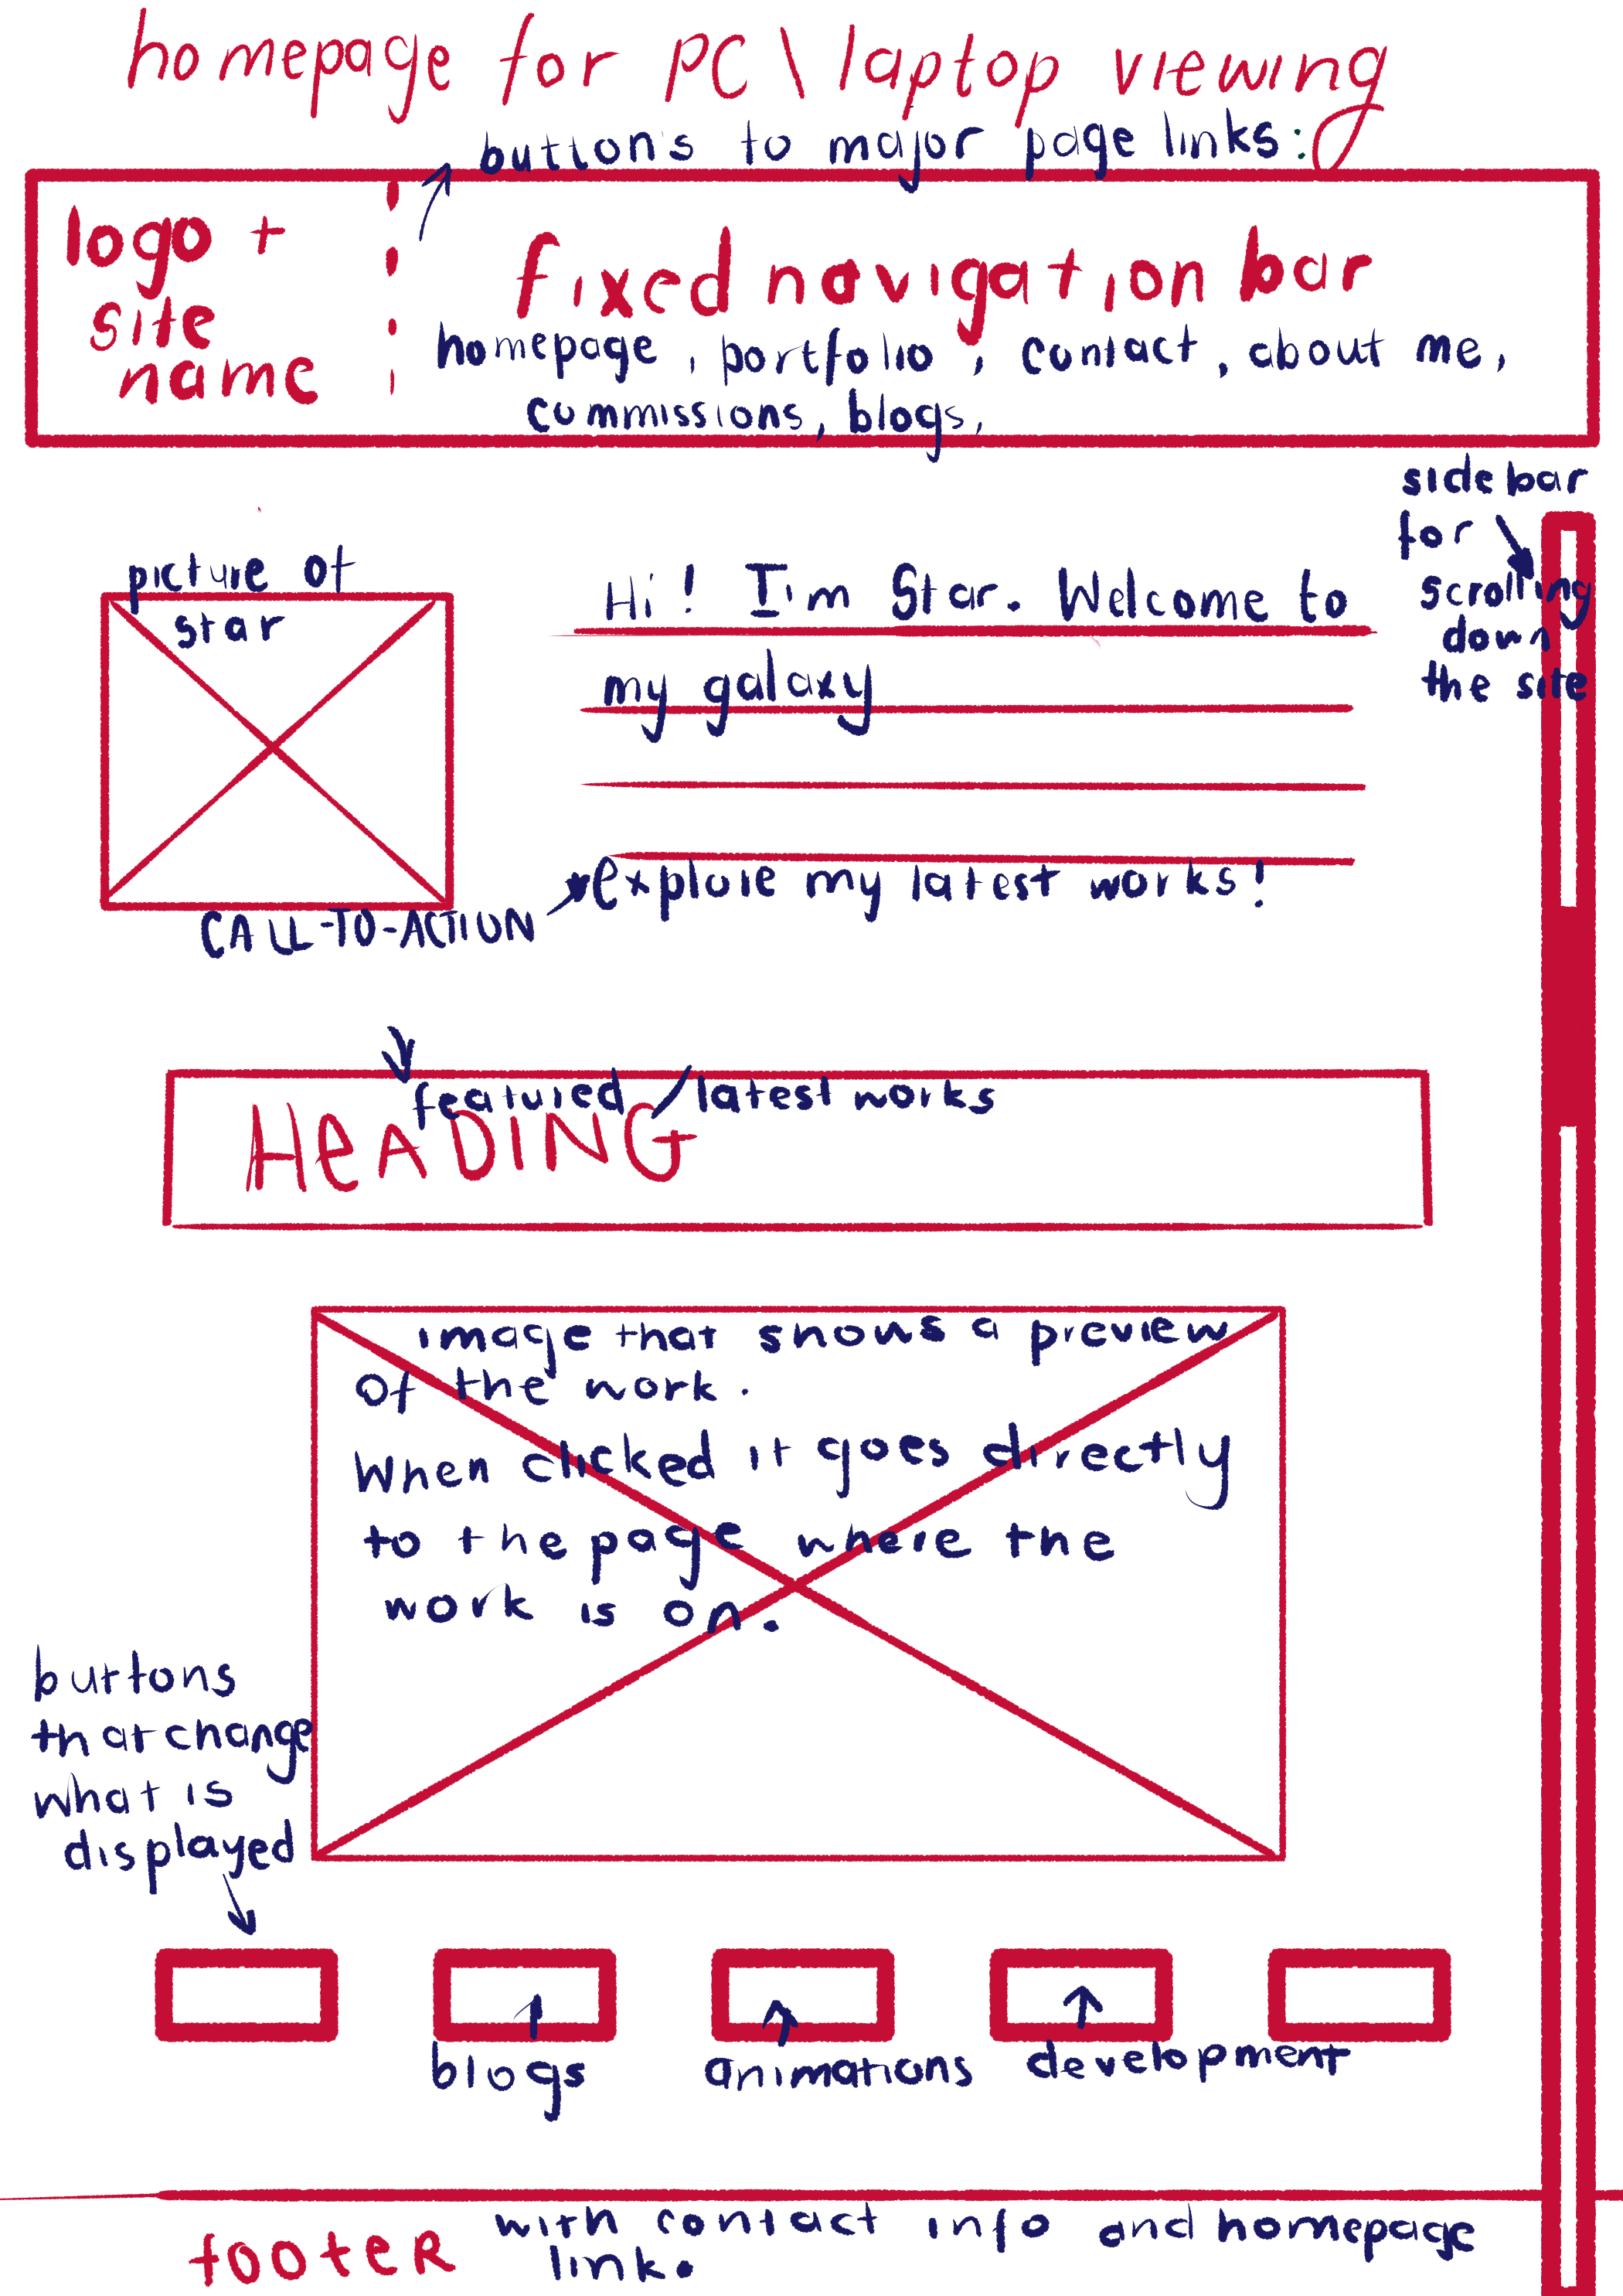 homepage for PC\laptop viewing
buttons to major page links:
logo +
site
name
fixed navigation bar
homepage, portfolio, contact, about me,
commissions, blogs,
sidebar
for
scrolling
down
the site
picture of
star
Hi! I'm Star. Welcome to
my galaxy
explore my latest works!
CALL-TO-ACTION
featured/latest works
HEADING
image that shows a preview
of the work.
When clicked it goes directly
to the page where the
work is on.
buttons
that change
what is
displayed
blogs
animations
development
footer
with contact info and homepage
link.